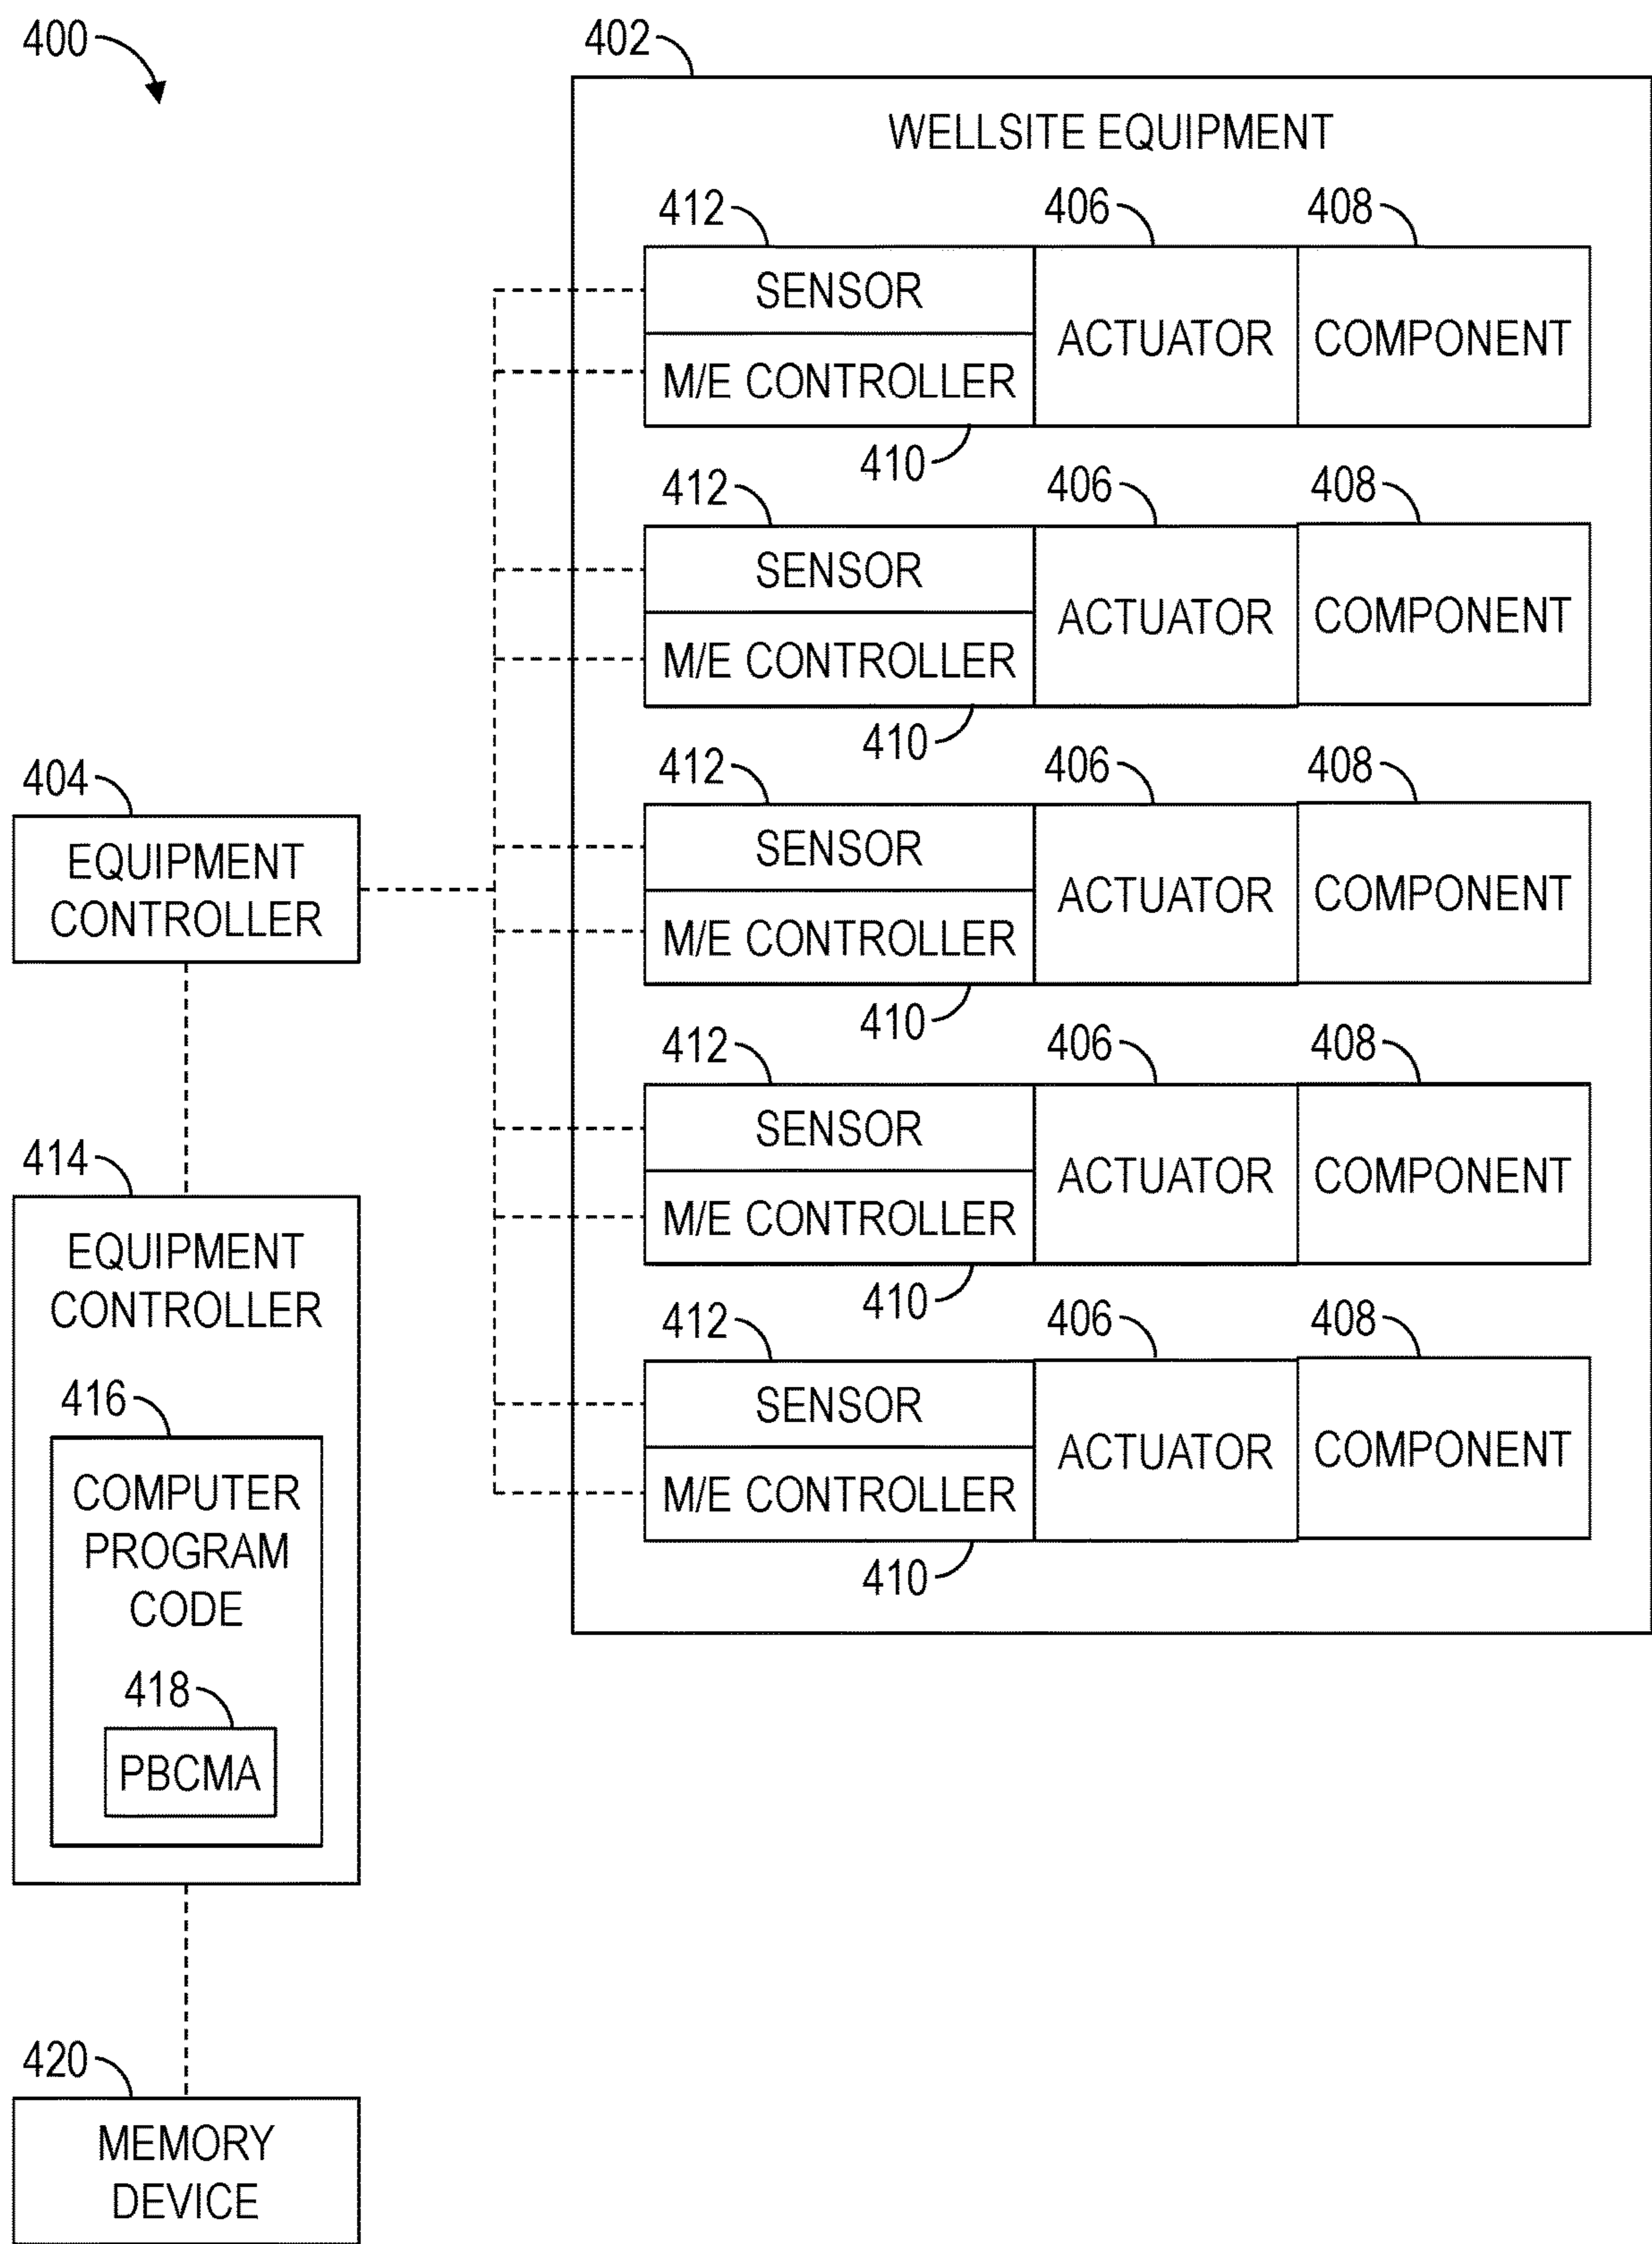 400
402
WELLSITE EQUIPMENT
412
406
408
SENSOR
M/E CONTROLLER
ACTUATOR
COMPONENT
410
412
406
408
SENSOR
M/E CONTROLLER
ACTUATOR
COMPONENT
410
412
406
408
SENSOR
M/E CONTROLLER
ACTUATOR
COMPONENT
410
412
406
408
SENSOR
M/E CONTROLLER
ACTUATOR
COMPONENT
410
412
406
408
SENSOR
M/E CONTROLLER
ACTUATOR
COMPONENT
410
404
EQUIPMENT
CONTROLLER
414
EQUIPMENT
CONTROLLER
416
COMPUTER
PROGRAM
CODE
418
PBCMA
420
MEMORY
DEVICE